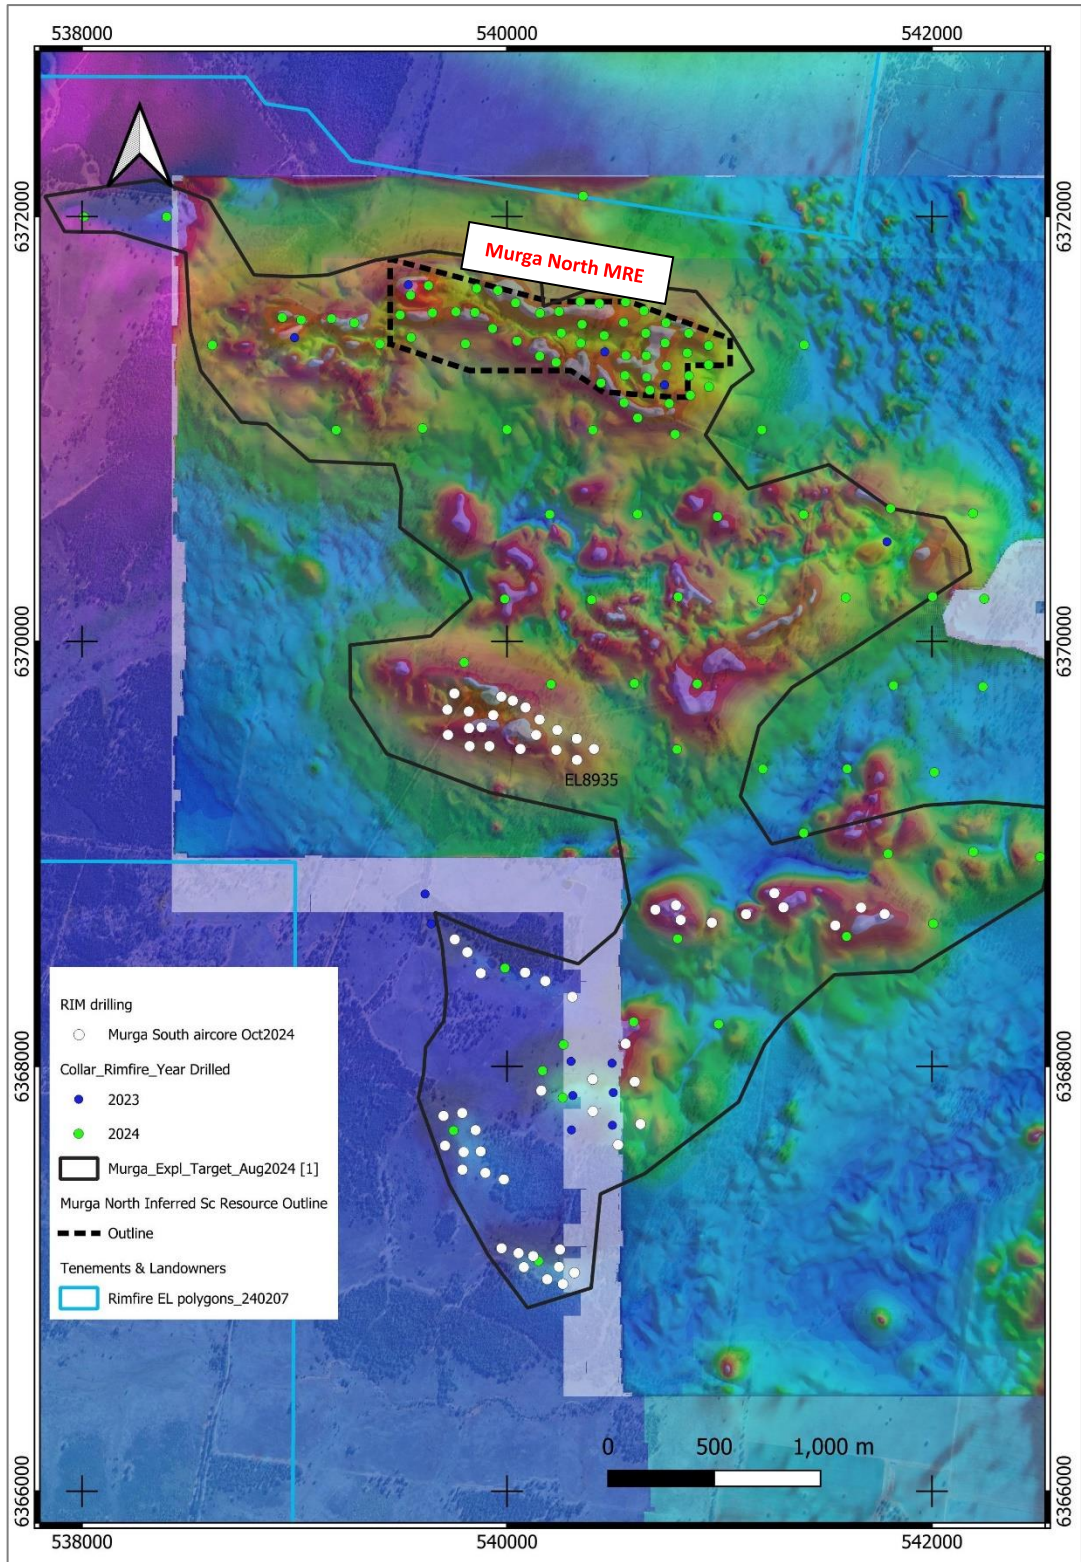 538000
540000
542000
6372000
6372000
Murga North MRE
6370000
6370000
EL8935
RIM drilling
Murga South aircore Oct2024
Collar_Rimfire_Year Drilled
2023
2024
Murga_Expl_Target_Aug2024 [1]
Murga North Inferred Sc Resource Outline
Outline
Tenements & Landowners
Rimfire EL polygons_240207
6368000
6368000
0
500
1,000 m
6366000
6366000
538000
540000
542000